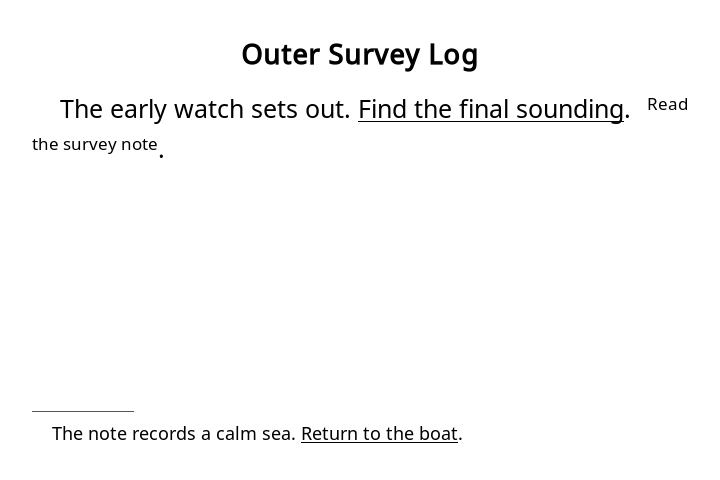 Outer Survey Log
The early watch sets out. Find the final sounding. Read
the survey note.
The note records a calm sea. Return to the boat.